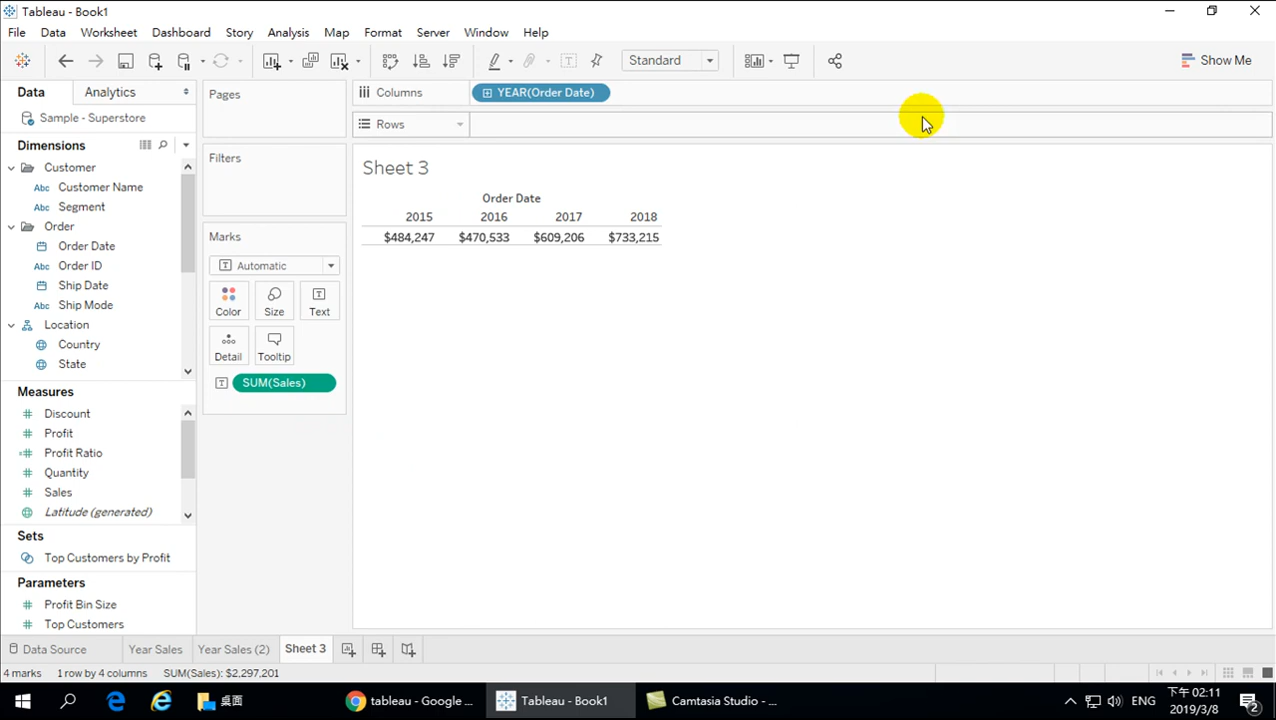 Tableau - Book1
File Data Worksheet Dashboard Story Analysis Map Format Server Window Help
Standard
Show Me
Data Analytics
Sample - Superstore
Dimensions
Customer
Abc Customer Name
Abc Segment
Order
Order Date
Abc Order ID
Ship Date
Abc Ship Mode
Location
Country
State
Measures
Discount
Profit
Profit Ratio
Quantity
Sales
Latitude (generated)
Sets
Top Customers by Profit
Parameters
Profit Bin Size
Top Customers
Pages
Filters
Marks
Automatic
Color Size Text
Detail Tooltip
SUM(Sales)
Columns YEAR(Order Date)
Rows
Sheet 3
Order Date
2015 2016 2017 2018
$484,247 $470,533 $609,206 $733,215
Data Source Year Sales Year Sales (2) Sheet 3
4 marks 1 row by 4 columns SUM(Sales): $2,297,201
桌面 tableau - Google ... Tableau - Book1 Camtasia Studio - ... ENG
下午 02:11
2019/3/8
2